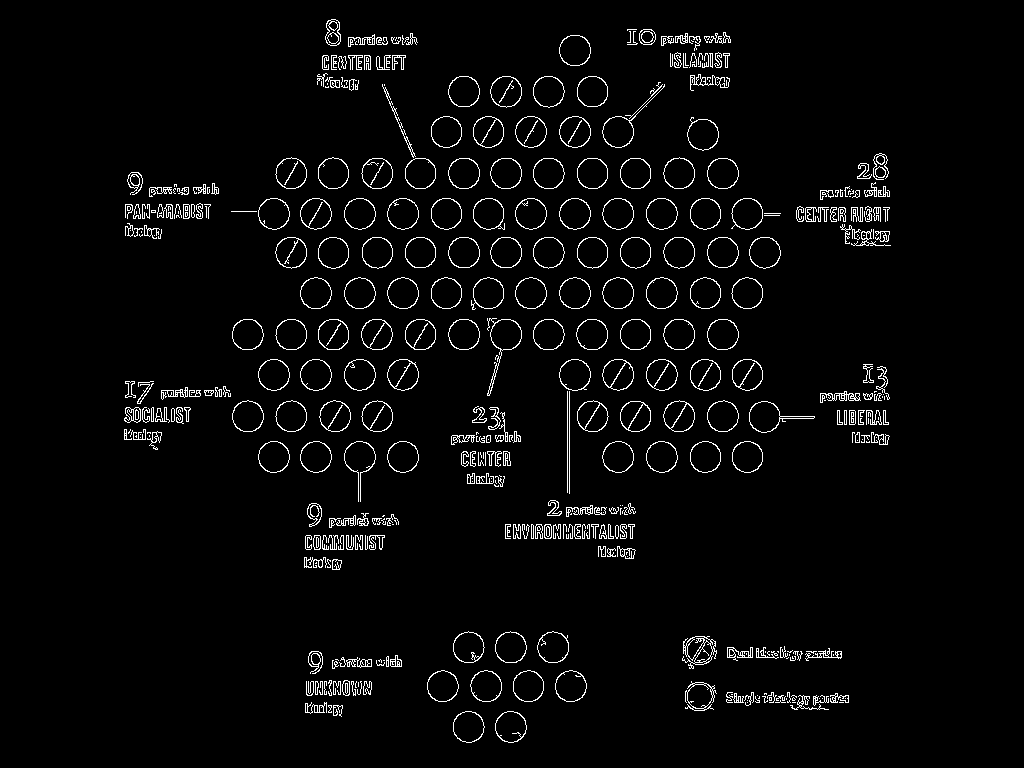 8 parties with
CENTER LEFT
ideology
10 parties with
ISLAMIST
ideology
9 parties with
PAN-ARABIST
ideology
28
parties with
CENTER RIGHT
ideology
17 parties with
SOCIALIST
ideology
23
parties with
CENTER
ideology
13
parties with
LIBERAL
ideology
9 parties with
COMMUNIST
ideology
2 parties with
ENVIRONMENTALIST
ideology
9 parties with
UNKNOWN
ideology
Dual ideology parties
Single ideology parties